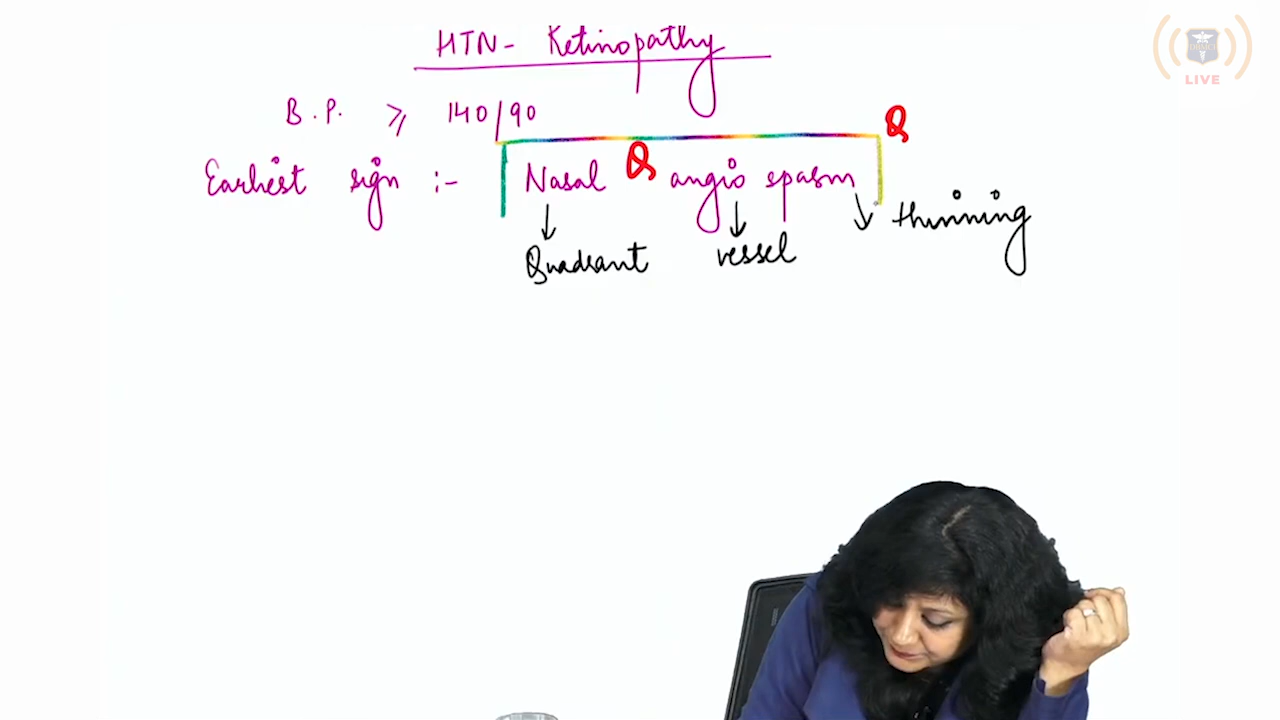 HTN - Retinopathy
B.P. ⩾ 140/90
Earliest sign :- Nasal Q angio spasm Q
↓ Quadrant ↓ vessel ↓ thinning
LIVE